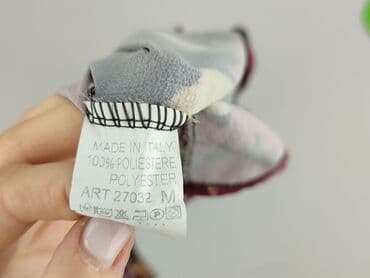 MADE IN ITALY
100% POLIESTERE
POLYESTER
ART 27032 M